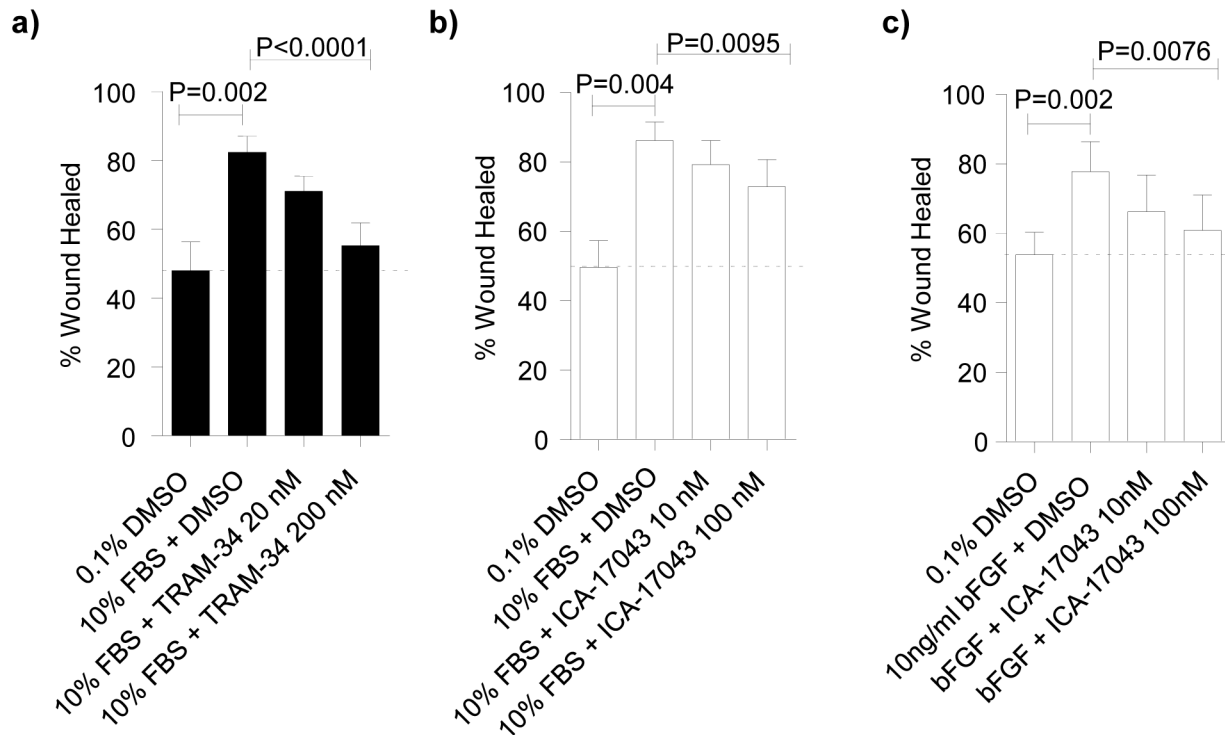 a)
P<0.0001
P=0.002
% Wound Healed
100
80
60
40
20
0
0.1% DMSO
10% FBS + DMSO
10% FBS + TRAM-34 20 nM
10% FBS + TRAM-34 200 nM
b)
P=0.0095
P=0.004
% Wound Healed
100
80
60
40
20
0
0.1% DMSO
10% FBS + DMSO
10% FBS + ICA-17043 10 nM
10% FBS + ICA-17043 100 nM
c)
P=0.0076
P=0.002
% Wound Healed
100
80
60
40
20
0
0.1% DMSO
10ng/ml bFGF + DMSO
bFGF + ICA-17043 10nM
bFGF + ICA-17043 100nM